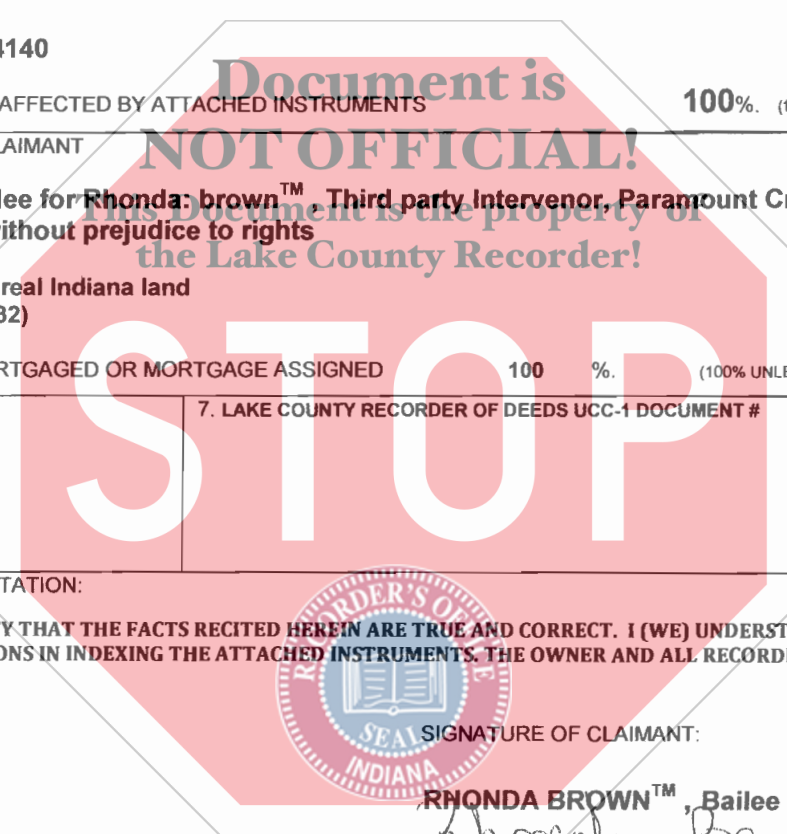 4140
Document is
AFFECTED BY ATTACHED INSTRUMENTS 100%.
NOT OFFICIAL!
LAIMANT
lee for Rhonda: brown™ , Third party Intervenor, Paramount Cr
This Document is the property of
ithout prejudice to rights
the Lake County Recorder!
real Indiana land
32)
RTGAGED OR MORTGAGE ASSIGNED 100 %. (100% UNLE
STOP
7. LAKE COUNTY RECORDER OF DEEDS UCC-1 DOCUMENT #
TATION:
Y THAT THE FACTS RECITED HEREIN ARE TRUE AND CORRECT. I (WE) UNDERST
ONS IN INDEXING THE ATTACHED INSTRUMENTS. THE OWNER AND ALL RECORD
RECORDER'S OFFICE
SEAL
INDIANA
SIGNATURE OF CLAIMANT:
RHONDA BROWN™ , Bailee